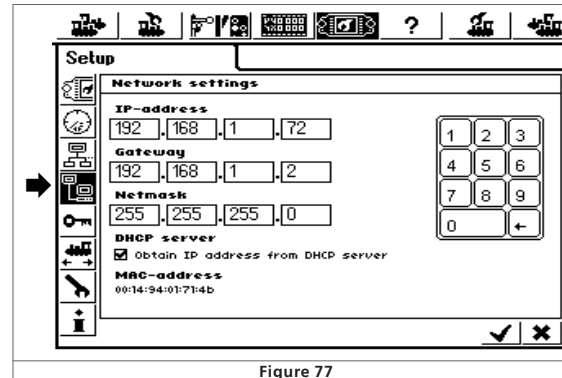 ?
Setup
Network settings
IP-address
192 . 168 . 1 . 72
Gateway
192 . 168 . 1 . 2
Netmask
255 . 255 . 255 . 0
DHCP server
Obtain IP address from DHCP server
MAC-address
00:14:94:01:71:4b
1 2 3
4 5 6
7 8 9
0 ←
i
Figure 77